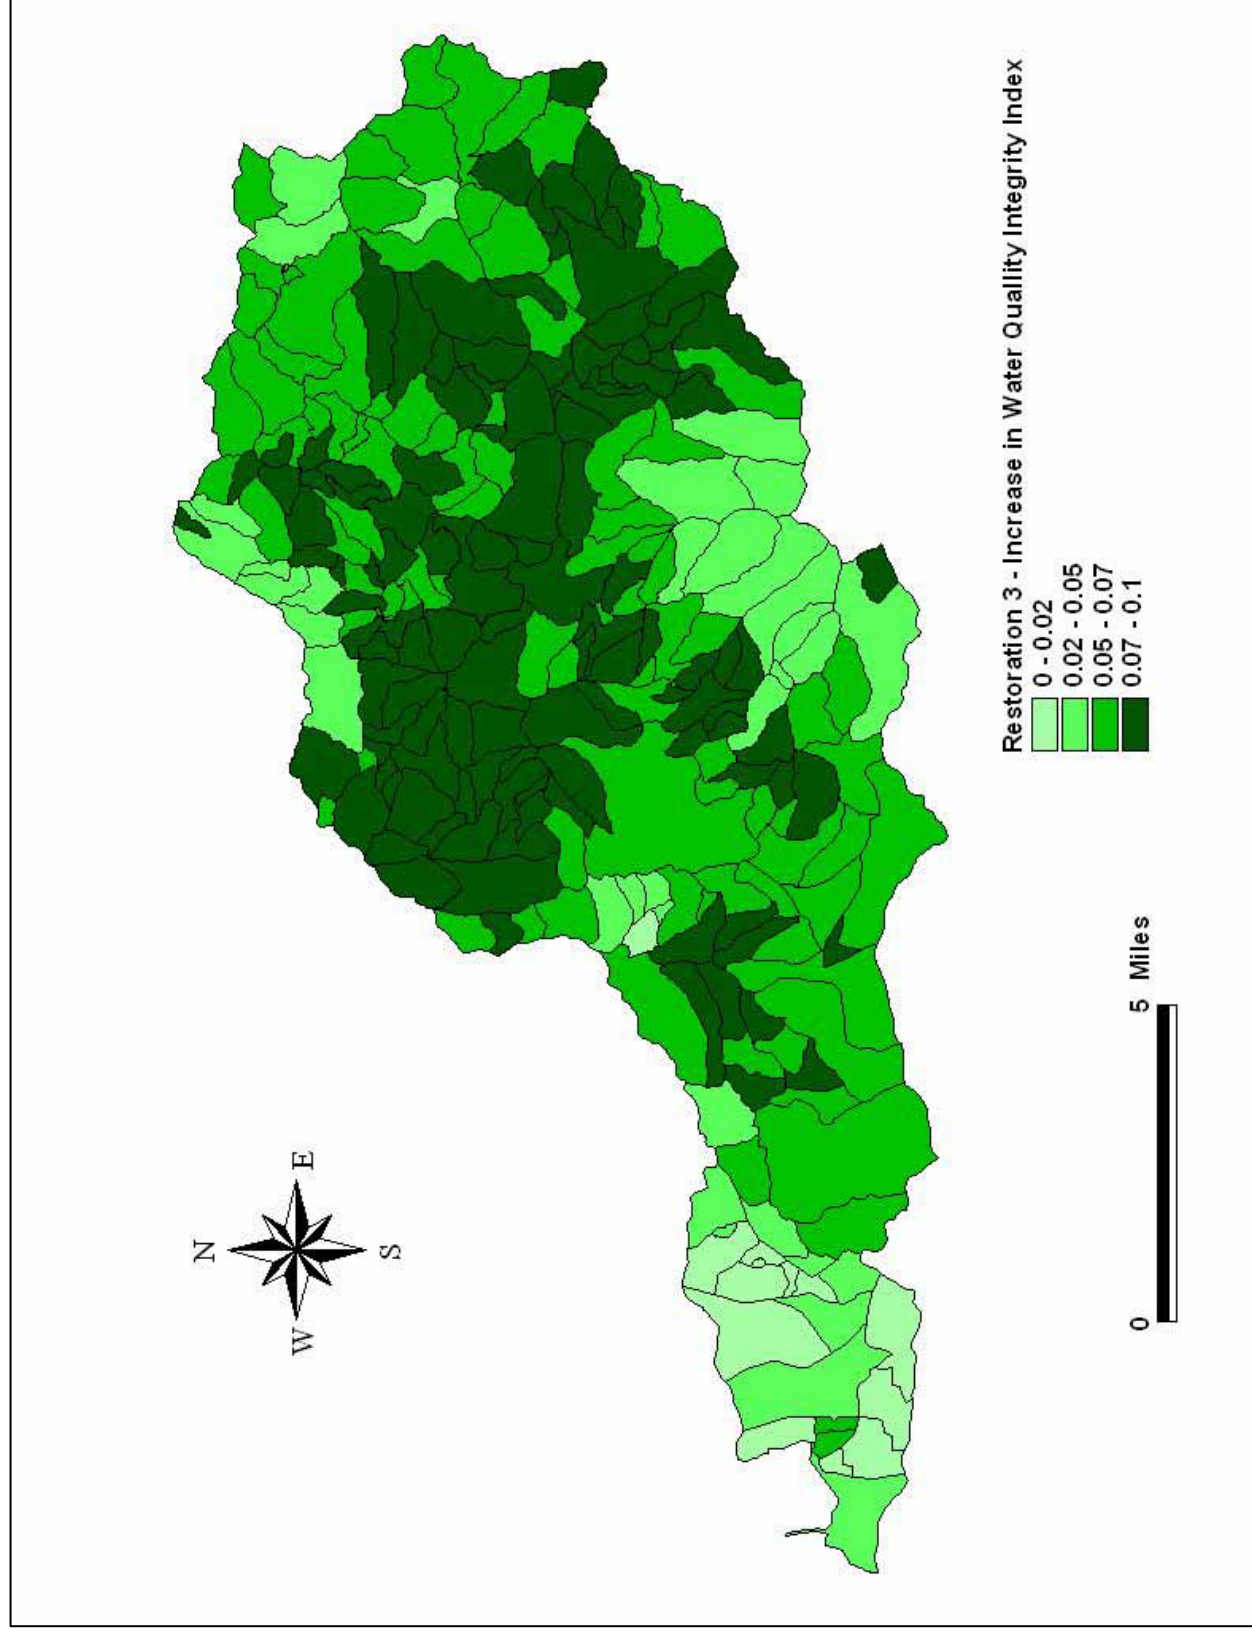 N
W E
S
Restoration 3 - Increase in Water Quallity Integrity Index
0 - 0.02
0.02 - 0.05
0.05 - 0.07
0.07 - 0.1
0 5 Miles